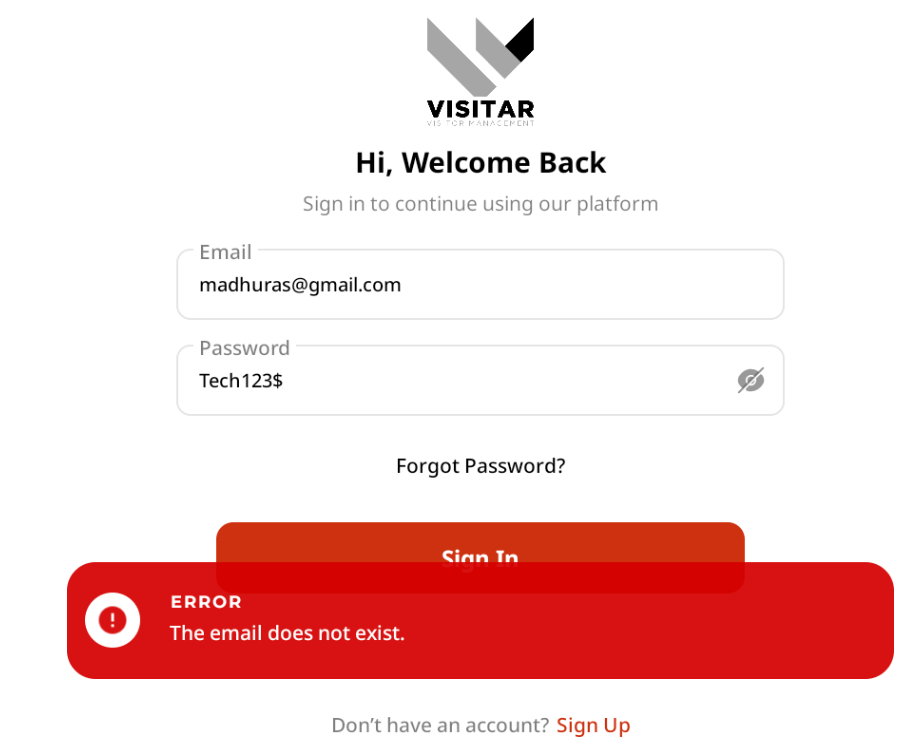 VISITAR
VISITOR MANAGEMENT
Hi, Welcome Back
Sign in to continue using our platform
Email
madhuras@gmail.com
Password
Tech123$
Forgot Password?
Sign In
ERROR
The email does not exist.
Don’t have an account? Sign Up